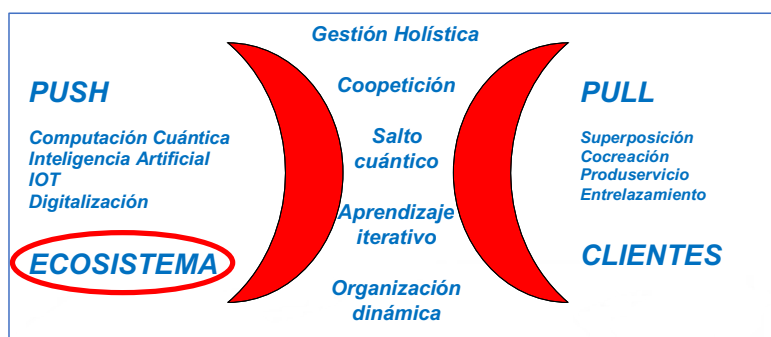 PUSH
Computación Cuántica
Inteligencia Artificial
IOT
Digitalización
ECOSISTEMA
Gestión Holística
Coopetición
Salto
cuántico
Aprendizaje
iterativo
Organización
dinámica
PULL
Superposición
Cocreación
Produservicio
Entrelazamiento
CLIENTES